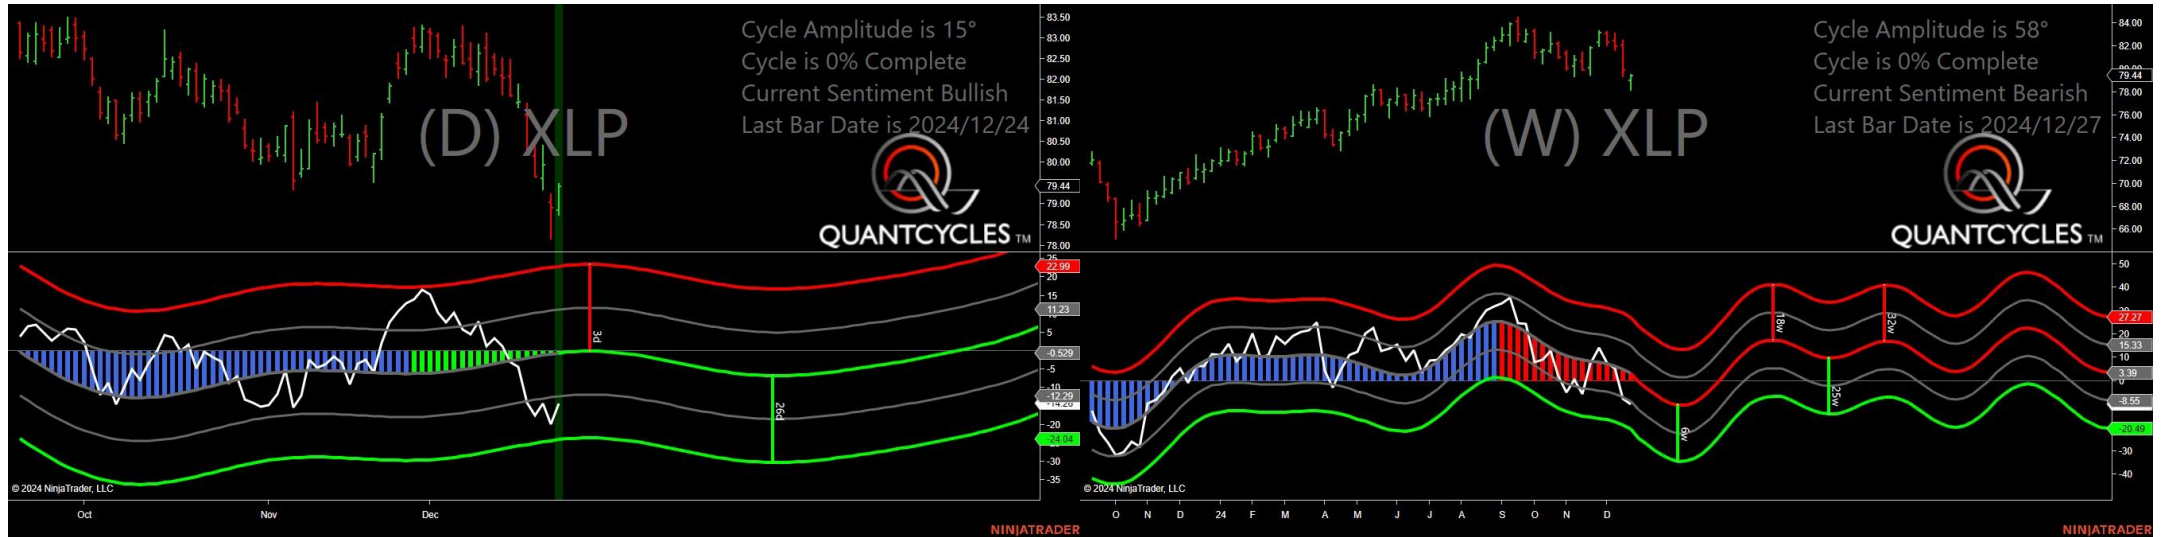 Cycle Amplitude is 15°
Cycle is 0% Complete
Current Sentiment Bullish
Last Bar Date is 2024/12/24
(D) XLP
QUANTCYCLES TM
83.50
83.00
82.50
82.00
81.50
81.00
80.50
80.00
79.44
79.00
78.50
78.00
25
22.99
20
15
11.23
5
-0.529
-5
-10
-12.29
-14.26
-20
-24.04
-30
-35
3d
26d
© 2024 NinjaTrader, LLC
Oct Nov Dec
NINJATRADER
Cycle Amplitude is 58°
Cycle is 0% Complete
Current Sentiment Bearish
Last Bar Date is 2024/12/27
(W) XLP
QUANTCYCLES TM
84.00
82.00
80.00
79.44
78.00
76.00
74.00
72.00
70.00
68.00
66.00
50
40
30
27.27
20
15.33
10
3.39
0
-8.55
-20.49
-30
-40
6w
18w
25w
32w
© 2024 NinjaTrader, LLC
O N D 24 F M A M J J A S O N D
NINJATRADER